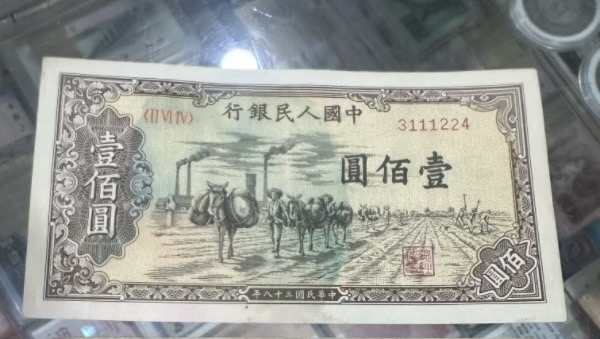 〈ⅡⅥⅣ〉
行銀民人國中
3111224
圓佰壹
壹佰圓
佰圓
年八十三國民華中